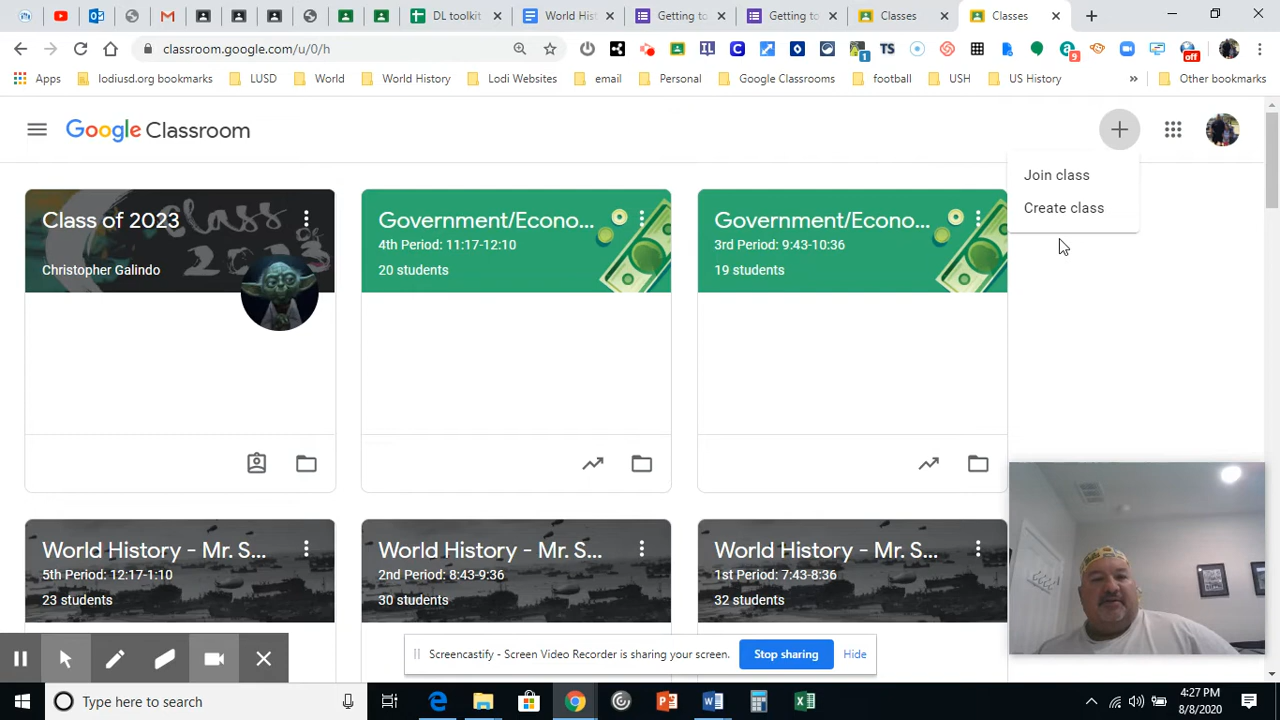 DL toolkit
World His
Getting to
Getting to
Classes
Classes
classroom.google.com/u/0/h
IL
C
1
TS
a
9
off
Apps
lodiusd.org bookmarks
LUSD
World
World History
Lodi Websites
email
Personal
Google Classrooms
football
USH
US History
»
Other bookmarks
Google Classroom
Join class
Create class
Class of 2023
Christopher Galindo
Government/Econo...
4th Period: 11:17-12:10
20 students
Government/Econo...
3rd Period: 9:43-10:36
19 students
World History - Mr. S...
5th Period: 12:17-1:10
23 students
World History - Mr. S...
2nd Period: 8:43-9:36
30 students
World History - Mr. S...
1st Period: 7:43-8:36
32 students
Screencastify - Screen Video Recorder is sharing your screen.
Stop sharing
Hide
Type here to search
4:27 PM
8/8/2020